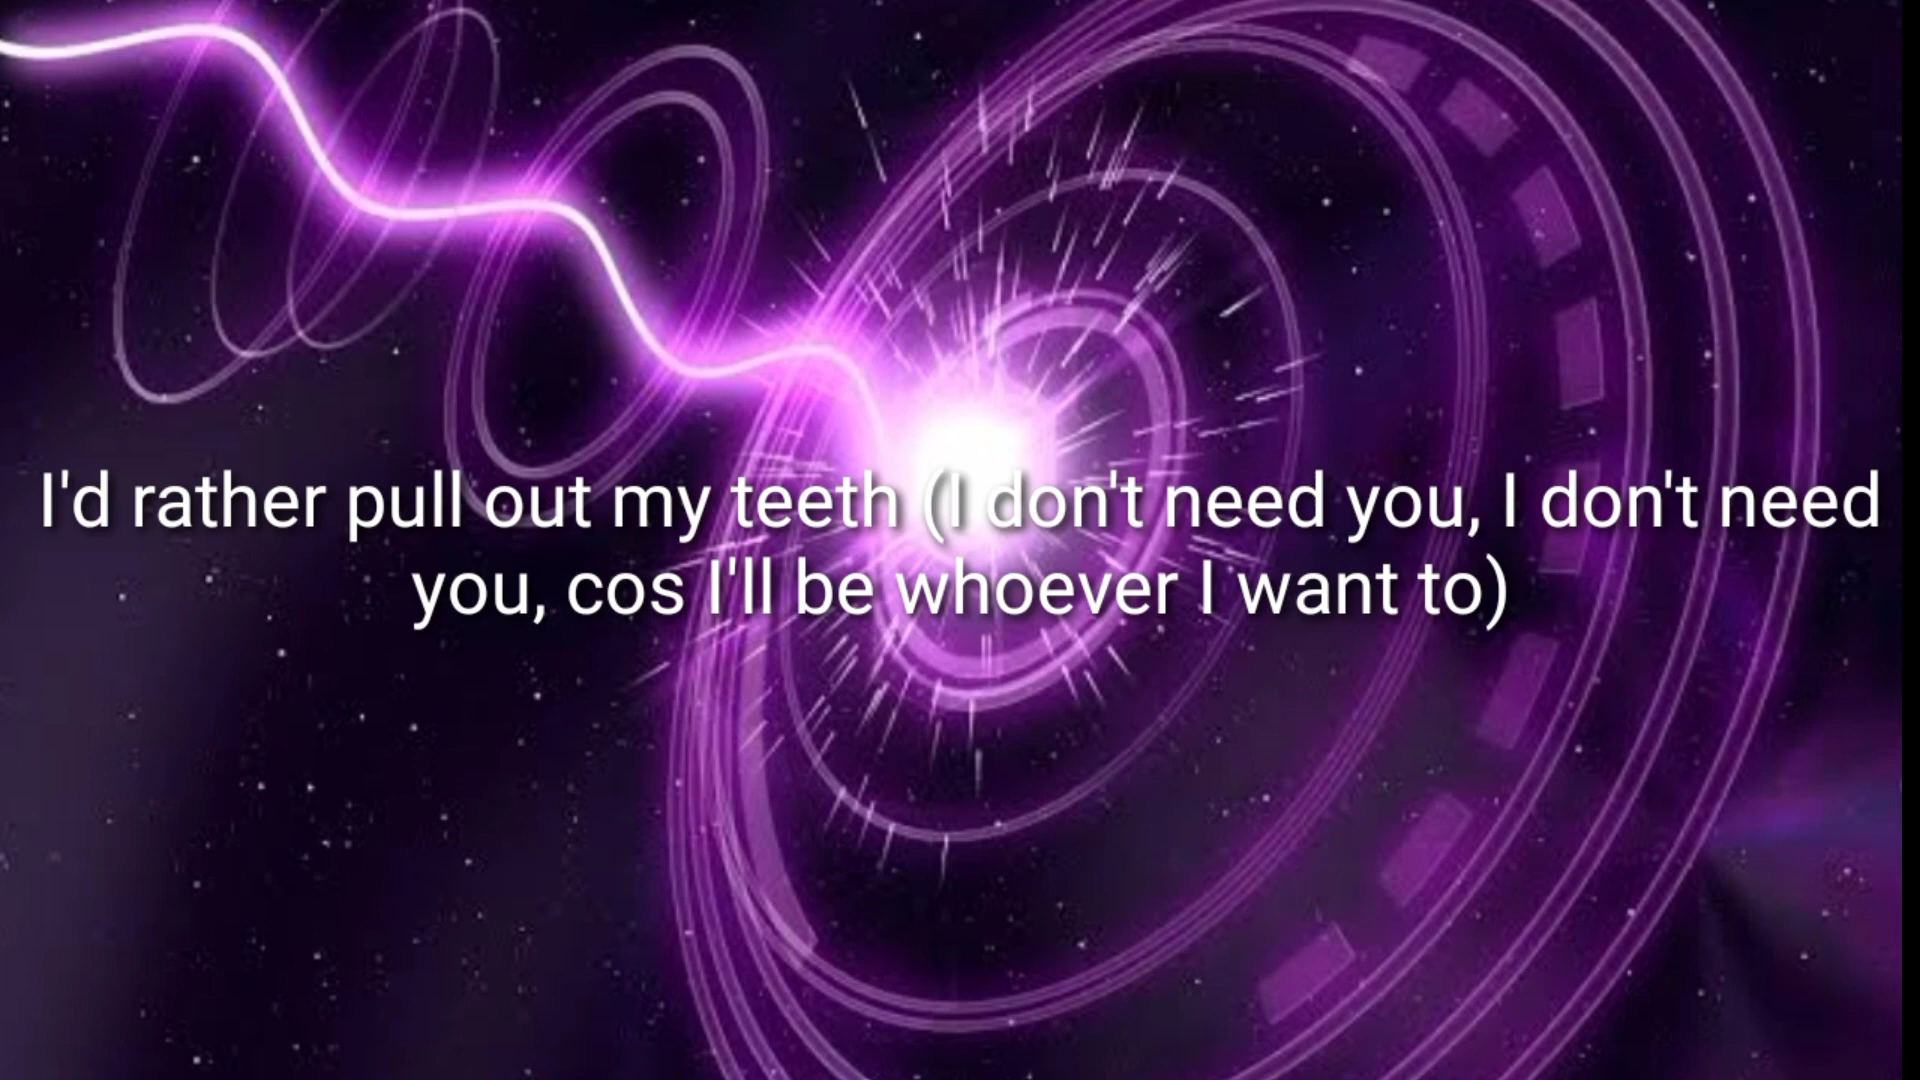 I'd rather pull out my teeth (I don't need you, I don't need
you, cos I'll be whoever I want to)